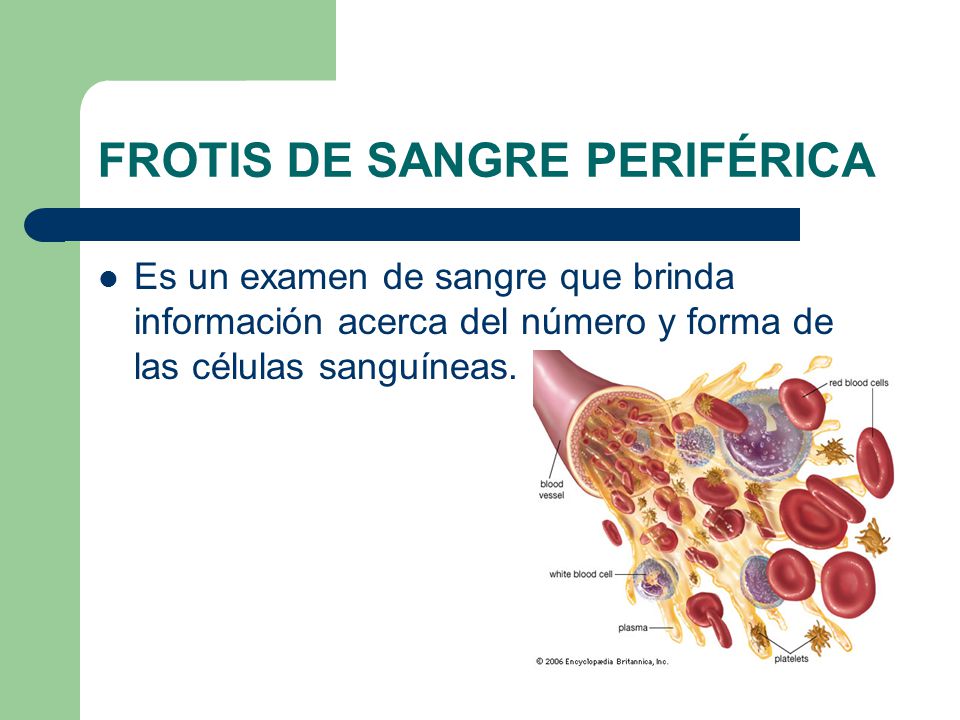 FROTIS DE SANGRE PERIFÉRICA
Es un examen de sangre que brinda
información acerca del número y forma de
las células sanguíneas.
red blood cells
blood
vessel
white blood cell
plasma
platelets
© 2006 Encyclopædia Britannica, Inc.